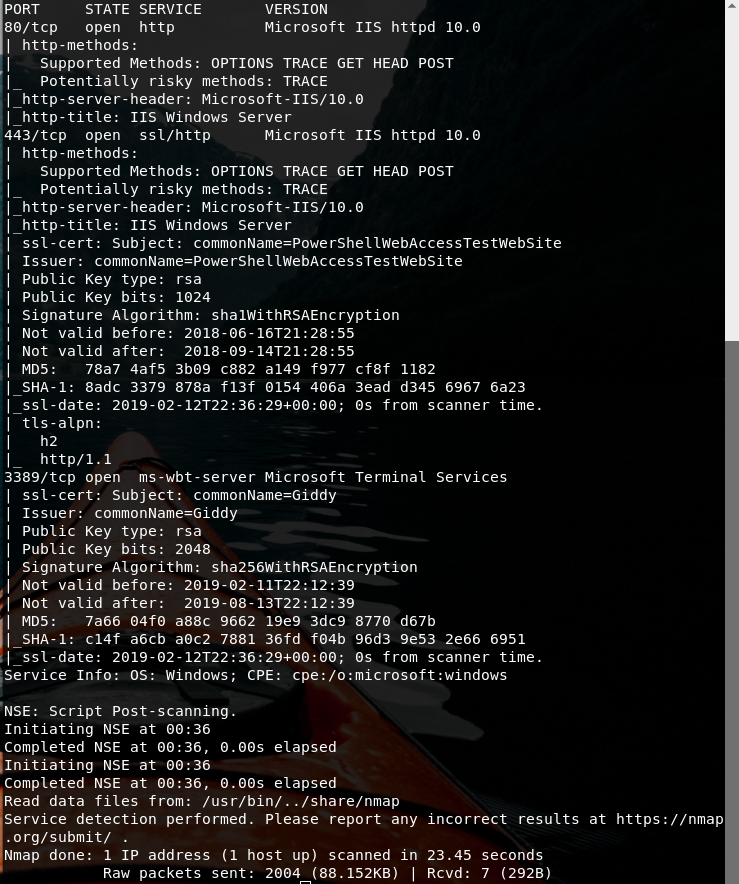 PORT     STATE SERVICE       VERSION
80/tcp   open  http          Microsoft IIS httpd 10.0
| http-methods:
|   Supported Methods: OPTIONS TRACE GET HEAD POST
|_  Potentially risky methods: TRACE
|_http-server-header: Microsoft-IIS/10.0
|_http-title: IIS Windows Server
443/tcp  open  ssl/http      Microsoft IIS httpd 10.0
| http-methods:
|   Supported Methods: OPTIONS TRACE GET HEAD POST
|_  Potentially risky methods: TRACE
|_http-server-header: Microsoft-IIS/10.0
|_http-title: IIS Windows Server
| ssl-cert: Subject: commonName=PowerShellWebAccessTestWebSite
| Issuer: commonName=PowerShellWebAccessTestWebSite
| Public Key type: rsa
| Public Key bits: 1024
| Signature Algorithm: sha1WithRSAEncryption
| Not valid before: 2018-06-16T21:28:55
| Not valid after:  2018-09-14T21:28:55
| MD5:   78a7 4af5 3b09 c882 a149 f977 cf8f 1182
|_SHA-1: 8adc 3379 878a f13f 0154 406a 3ead d345 6967 6a23
|_ssl-date: 2019-02-12T22:36:29+00:00; 0s from scanner time.
| tls-alpn:
|   h2
|_  http/1.1
3389/tcp open  ms-wbt-server Microsoft Terminal Services
| ssl-cert: Subject: commonName=Giddy
| Issuer: commonName=Giddy
| Public Key type: rsa
| Public Key bits: 2048
| Signature Algorithm: sha256WithRSAEncryption
| Not valid before: 2019-02-11T22:12:39
| Not valid after:  2019-08-13T22:12:39
| MD5:   7a66 04f0 a88c 9662 19e9 3dc9 8770 d67b
|_SHA-1: c14f a6cb a0c2 7881 36fd f04b 96d3 9e53 2e66 6951
|_ssl-date: 2019-02-12T22:36:29+00:00; 0s from scanner time.
Service Info: OS: Windows; CPE: cpe:/o:microsoft:windows

NSE: Script Post-scanning.
Initiating NSE at 00:36
Completed NSE at 00:36, 0.00s elapsed
Initiating NSE at 00:36
Completed NSE at 00:36, 0.00s elapsed
Read data files from: /usr/bin/../share/nmap
Service detection performed. Please report any incorrect results at https://nmap
.org/submit/ .
Nmap done: 1 IP address (1 host up) scanned in 23.45 seconds
           Raw packets sent: 2004 (88.152KB) | Rcvd: 7 (292B)